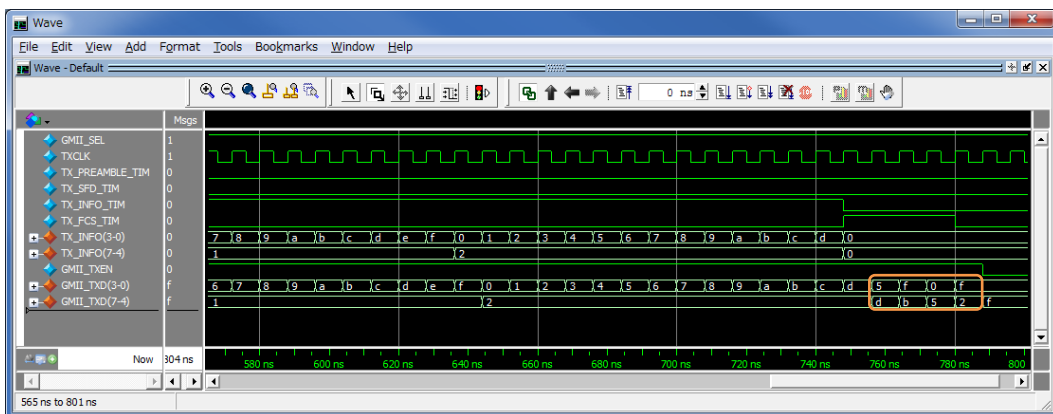 Wave
File Edit View Add Format Tools Bookmarks Window Help
Wave - Default
0 ns
Msgs
GMII_SEL 1
TXCLK 1
TX_PREAMBLE_TIM 0
TX_SFD_TIM 0
TX_INFO_TIM 0
TX_FCS_TIM 0
TX_INFO(3-0) 0 7 8 9 a b c d e f 0 1 2 3 4 5 6 7 8 9 a b c d 0
TX_INFO(7-4) 0 1 2 0
GMII_TXEN 0
GMII_TXD(3-0) f 6 7 8 9 a b c d e f 0 1 2 3 4 5 6 7 8 9 a b c d 5 f 0 f
GMII_TXD(7-4) f 1 2 d b 5 2 f
Now 304 ns 580 ns 600 ns 620 ns 640 ns 660 ns 680 ns 700 ns 720 ns 740 ns 760 ns 780 ns 800
565 ns to 801 ns